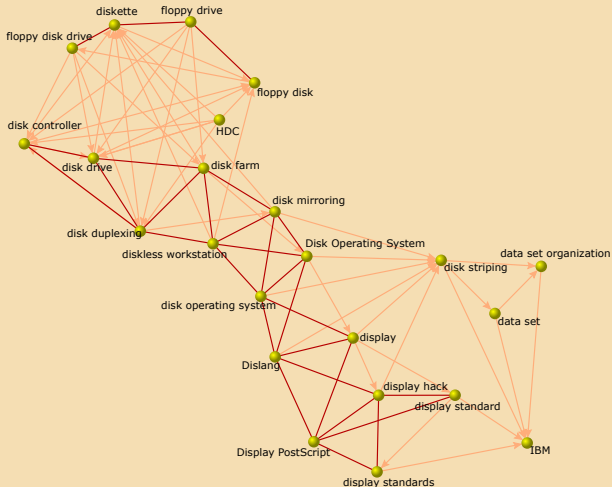 floppy drive
diskette
floppy disk drive
floppy disk
disk controller
HDC
disk drive
disk farm
disk mirroring
disk duplexing
Disk Operating System
diskless workstation
data set organization
disk striping
disk operating system
data set
display
Dislang
display hack
display standard
Display PostScript
IBM
display standards